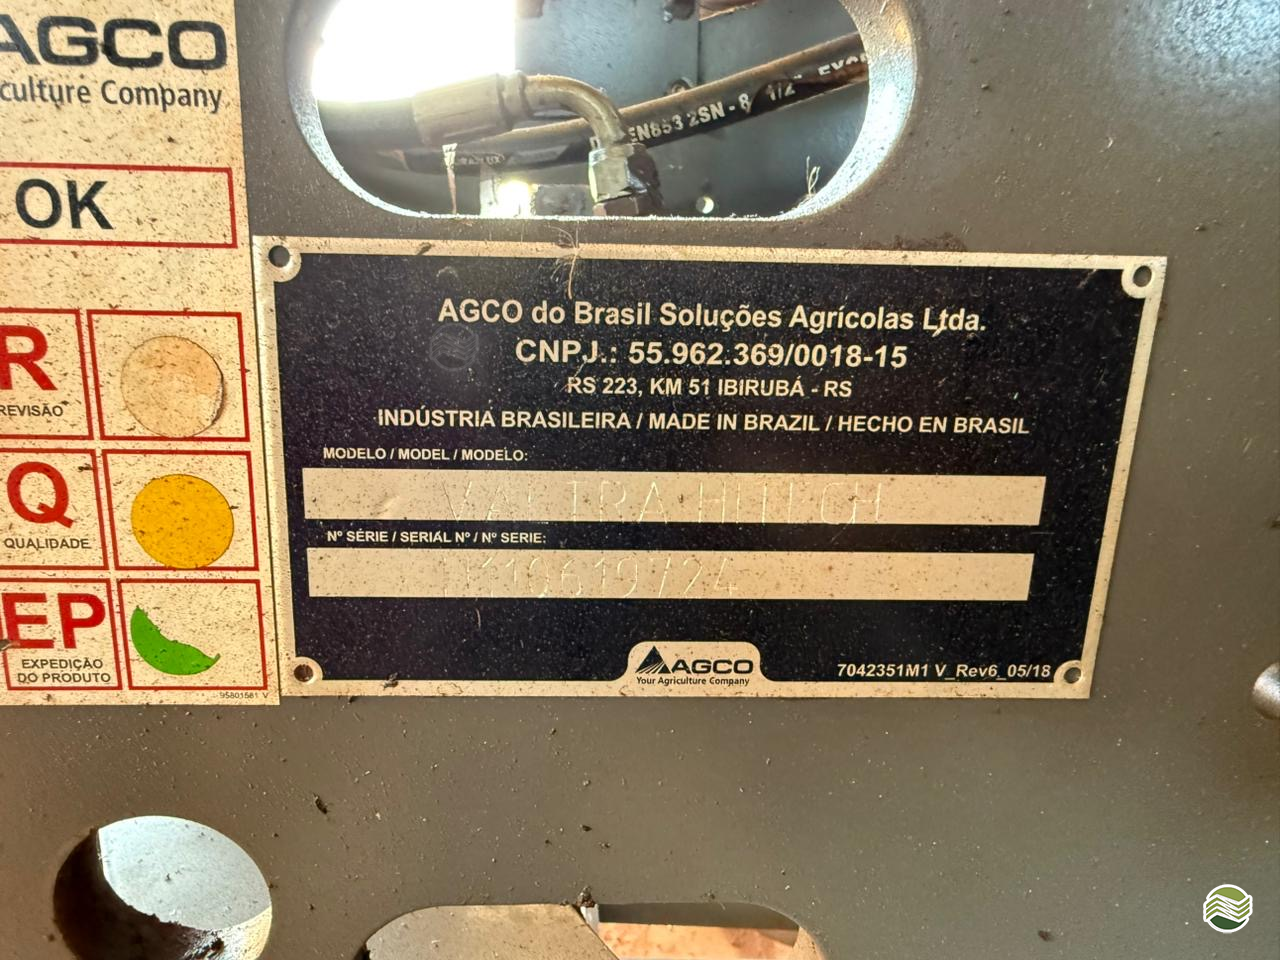 AGCO
culture Company
OK
R
REVISÃO
Q
QUALIDADE
EP
EXPEDIÇÃO
DO PRODUTO
95801581 V
EN853 2SN - 8 1/2"
AGCO do Brasil Soluções Agrícolas Ltda.
CNPJ.: 55.962.369/0018-15
RS 223, KM 51 IBIRUBÁ - RS
INDÚSTRIA BRASILEIRA / MADE IN BRAZIL / HECHO EN BRASIL
MODELO / MODEL / MODELO:
VALTRA HITECH
Nº SÉRIE / SERIAL Nº / Nº SERIE:
AGCO
Your Agriculture Company
7042351M1 V_Rev6_05/18